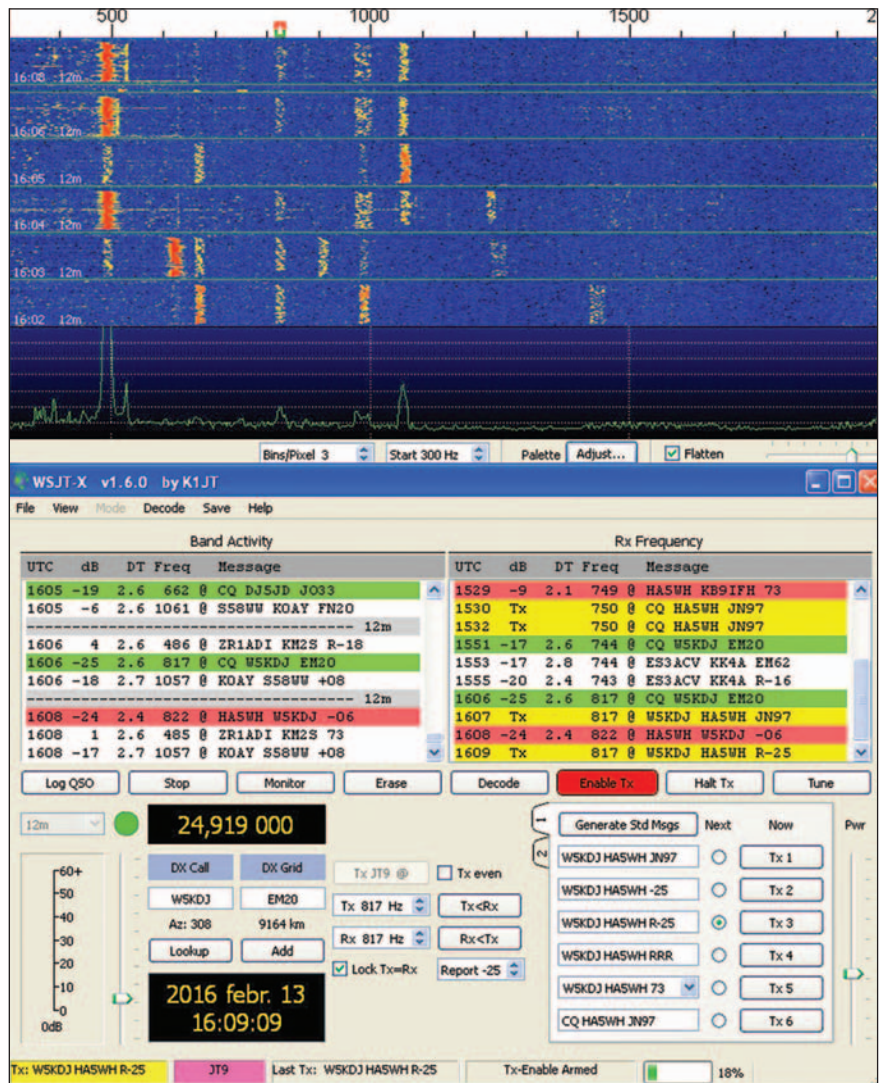 500 1000 1500 2
16:08 12m
16:06 12m
16:05 12m
16:04 12m
16:03 12m
16:02 12m
500 1000 1500
Bins/Pixel 3 Start 300 Hz Palette Adjust... Flatten
WSJT-X v1.6.0 by K1JT
File View Mode Decode Save Help
Band Activity
UTC dB DT Freq Message
1605 -19 2.6 662 @ CQ DJ5JD JO33
1605 -6 2.6 1061 @ S58WW KOAY FN20
------------------------------------ 12m
1606 4 2.6 486 @ ZR1ADI KM2S R-18
1606 -25 2.6 817 @ CQ W5KDJ EM20
1606 -18 2.7 1057 @ KOAY S58WW +08
------------------------------------ 12m
1608 -24 2.4 822 @ HA5WH W5KDJ -06
1608 1 2.6 485 @ ZR1ADI KM2S 73
1608 -17 2.7 1057 @ KOAY S58WW +08
Rx Frequency
UTC dB DT Freq Message
1529 -9 2.1 749 @ HA5WH KB9IFH 73
1530 Tx 750 @ CQ HA5WH JN97
1532 Tx 750 @ CQ HA5WH JN97
1551 -17 2.6 744 @ CQ W5KDJ EM20
1553 -17 2.8 744 @ ES3ACV KK4A EM62
1555 -20 2.4 743 @ ES3ACV KK4A R-16
1606 -25 2.6 817 @ CQ W5KDJ EM20
1607 Tx 817 @ W5KDJ HA5WH JN97
1608 -24 2.4 822 @ HA5WH W5KDJ -06
1609 Tx 817 @ W5KDJ HA5WH R-25
Log QSO Stop Monitor Erase Decode Enable Tx Halt Tx Tune
12m
24,919 000
-60+
-50
-40
-30
-20
-10
-0
0dB
DX Call DX Grid
W5KDJ EM20
Az: 308 9164 km
Lookup Add
2016 febr. 13
16:09:09
Tx JT9 @ Tx even
Tx 817 Hz Tx<Rx
Rx 817 Hz Rx<Tx
Lock Tx=Rx Report -25
1
2
Generate Std Msgs Next Now Pwr
W5KDJ HA5WH JN97 Tx 1
W5KDJ HA5WH -25 Tx 2
W5KDJ HA5WH R-25 Tx 3
W5KDJ HA5WH RRR Tx 4
W5KDJ HA5WH 73 Tx 5
CQ HA5WH JN97 Tx 6
Tx: W5KDJ HA5WH R-25 JT9 Last Tx: W5KDJ HA5WH R-25 Tx-Enable Armed 18%